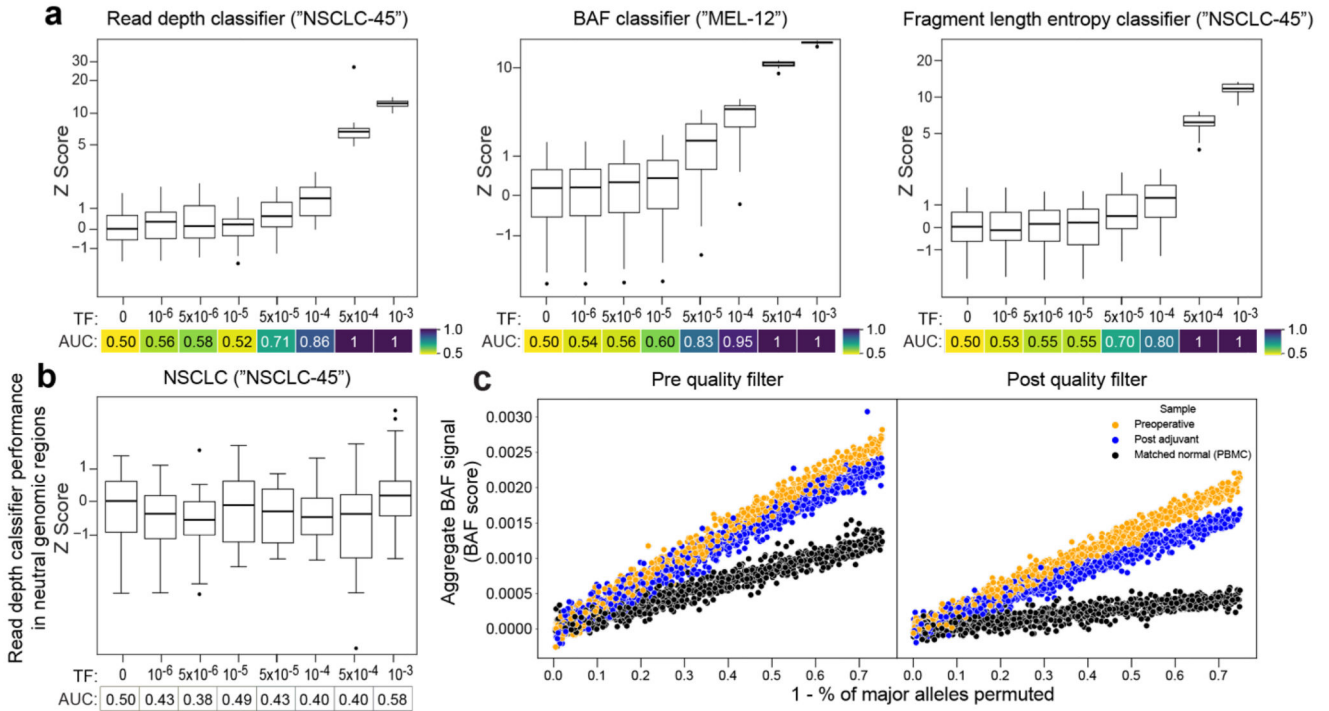 a
Read depth classifier ("NSCLC-45")
Z Score
30
20
10
5
1
0
−1
TF: 0 10⁻⁶ 5x10⁻⁶ 10⁻⁵ 5x10⁻⁵ 10⁻⁴ 5x10⁻⁴ 10⁻³
AUC: 0.50 0.56 0.58 0.52 0.71 0.86 1 1
1.0
0.5
BAF classifier ("MEL-12")
Z Score
10
1
0
−1
0 10⁻⁶ 5x10⁻⁶ 10⁻⁵ 5x10⁻⁵ 10⁻⁴ 5x10⁻⁴ 10⁻³
TF:
AUC: 0.50 0.54 0.56 0.60 0.83 0.95 1 1
1.0
0.5
Fragment length entropy classifier ("NSCLC-45")
Z Score
30
20
10
5
1
0
−1
TF: 0 10⁻⁶ 5x10⁻⁶ 10⁻⁵ 5x10⁻⁵ 10⁻⁴ 5x10⁻⁴ 10⁻³
AUC: 0.50 0.53 0.55 0.55 0.70 0.80 1 1
1.0
0.5
b
NSCLC ("NSCLC-45")
Read depth calssifier performance
in neutral genomic regions
Z Score
1
0
−1
TF: 0 10⁻⁶ 5x10⁻⁶ 10⁻⁵ 5x10⁻⁵ 10⁻⁴ 5x10⁻⁴ 10⁻³
AUC: 0.50 0.43 0.38 0.49 0.43 0.40 0.40 0.58
c
Pre quality filter
Post quality filter
Aggregate BAF signal
(BAF score)
0.0030
0.0025
0.0020
0.0015
0.0010
0.0005
0.0000
Sample
Preoperative
Post adjuvant
Matched normal (PBMC)
0.0 0.1 0.2 0.3 0.4 0.5 0.6 0.7
0.0 0.1 0.2 0.3 0.4 0.5 0.6 0.7
1 - % of major alleles permuted